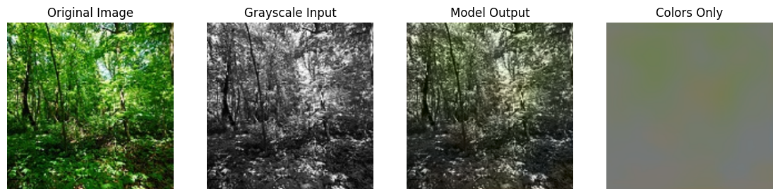 Original Image
Grayscale Input
Model Output
Colors Only